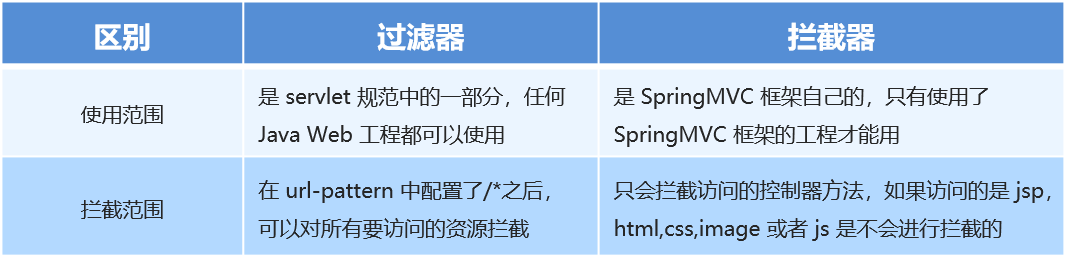 区别
过滤器
拦截器
使用范围
是 servlet 规范中的一部分，任何
Java Web 工程都可以使用
是 SpringMVC 框架自己的，只有使用了
SpringMVC 框架的工程才能用
拦截范围
在 url-pattern 中配置了/*之后，
可以对所有要访问的资源拦截
只会拦截访问的控制器方法，如果访问的是 jsp，
html,css,image 或者 js 是不会进行拦截的